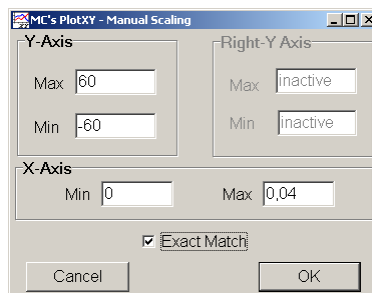 MC's PlotXY - Manual Scaling
Y-Axis
Max 60
Min -60
Right-Y Axis
Max inactive
Min inactive
X-Axis
Min 0 Max 0,04
Exact Match
Cancel OK